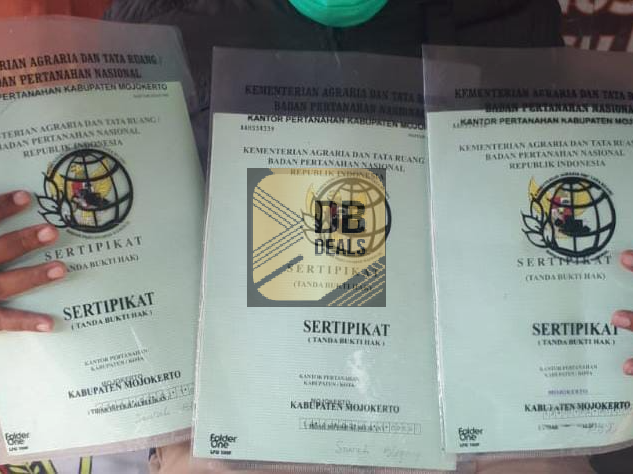 KEMENTERIAN AGRARIA DAN TATA RUANG /
BADAN PERTANAHAN NASIONAL
PERTANAHAN KABUPATEN MOJOKERTO
KEMENTERIAN AGRARIA DAN TATA RUANG /
BADAN PERTANAHAN NASIONAL
REPUBLIK INDONESIA
SERTIPIKAT
(TANDA BUKTI HAK)
SERTIPIKAT
( TANDA BUKTI HAK )
KANTOR PERTANAHAN
KABUPATEN / KOTA
MOJOKERTO
KABUPATEN MOJOKERTO
Folder
One
KEMENTERIAN AGRARIA DAN TATA RUANG /
BADAN PERTANAHAN NASIONAL
KANTOR PERTANAHAN KABUPATEN MOJOKERTO
KEMENTERIAN AGRARIA DAN TATA RUANG /
BADAN PERTANAHAN NASIONAL
REPUBLIK INDONESIA
DB
DEALS
SERTIPIKAT
(TANDA BUKTI HAK)
SERTIPIKAT
( TANDA BUKTI HAK )
KANTOR PERTANAHAN
KABUPATEN / KOTA
MOJOKERTO
KABUPATEN MOJOKERTO
Folder
One
KEMENTERIAN AGRARIA DAN TATA RUANG
BADAN PERTANAHAN NASIONAL
KANTOR PERTANAHAN KABUPATEN MOJOKERTO
KEMENTERIAN AGRARIA DAN TATA RUANG /
BADAN PERTANAHAN NASIONAL
REPUBLIK INDONESIA
SERTIPIKAT
(TANDA BUKTI HAK)
SERTIPIKAT
( TANDA BUKTI HAK )
KANTOR PERTANAHAN
KABUPATEN / KOTA
MOJOKERTO
KABUPATEN MOJOKERTO
Folder
One